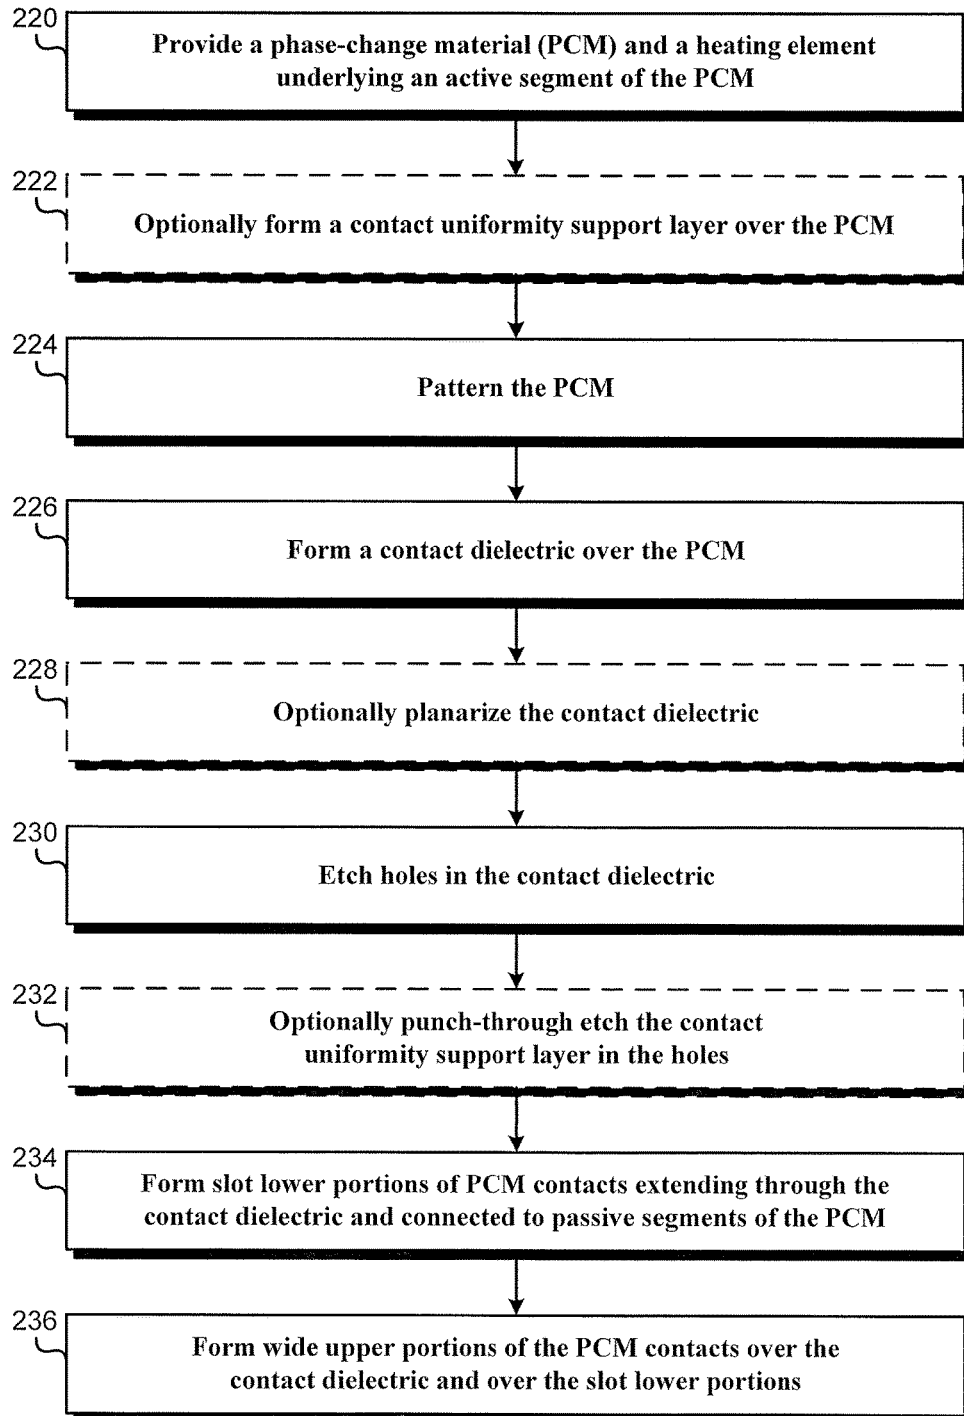 220
Provide a phase-change material (PCM) and a heating element
underlying an active segment of the PCM
222
Optionally form a contact uniformity support layer over the PCM
224
Pattern the PCM
226
Form a contact dielectric over the PCM
228
Optionally planarize the contact dielectric
230
Etch holes in the contact dielectric
232
Optionally punch-through etch the contact
uniformity support layer in the holes
234
Form slot lower portions of PCM contacts extending through the
contact dielectric and connected to passive segments of the PCM
236
Form wide upper portions of the PCM contacts over the
contact dielectric and over the slot lower portions